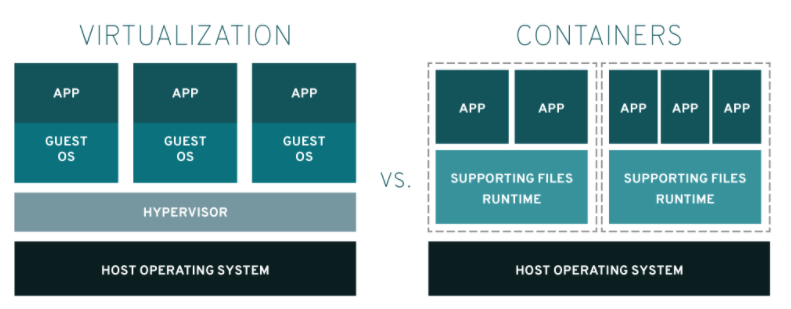 VIRTUALIZATION
APP
GUEST
OS
APP
GUEST
OS
APP
GUEST
OS
HYPERVISOR
HOST OPERATING SYSTEM
VS.
CONTAINERS
APP
APP
SUPPORTING FILES
RUNTIME
APP
APP
APP
SUPPORTING FILES
RUNTIME
HOST OPERATING SYSTEM